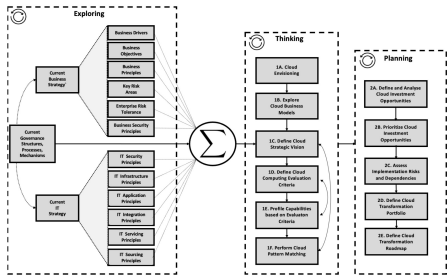 Exploring
Business Drivers
Business
Objectives
Business
Principles
Key Risk
Areas
Enterprise Risk
Tolerance
Business Security
Principles
Current
Business
Strategy
Current
Governance
Structures,
Processes,
Mechanisms
Current
IT
Strategy
IT Security
Principles
IT Infrastructure
Principles
IT Application
Principles
IT Integration
Principles
IT Servicing
Principles
IT Sourcing
Principles
Σ
Thinking
1A. Cloud
Envisioning
1B. Explore
Cloud Business
Models
1C. Define Cloud
Strategic Vision
1D. Define Cloud
Computing Evaluation
Criteria
1E. Profile Capabilities
based on Evaluaton
Criteria
1F. Perform Cloud
Pattern Matching
Planning
2A. Define and Analyse
Cloud Investment
Opportunities
2B. Prioritize Cloud
Investment
Opportunities
2C. Assess
Implementation Risks
and Dependencies
2D. Define Cloud
Transformation
Portfolio
2E. Define Cloud
Transformation
Roadmap